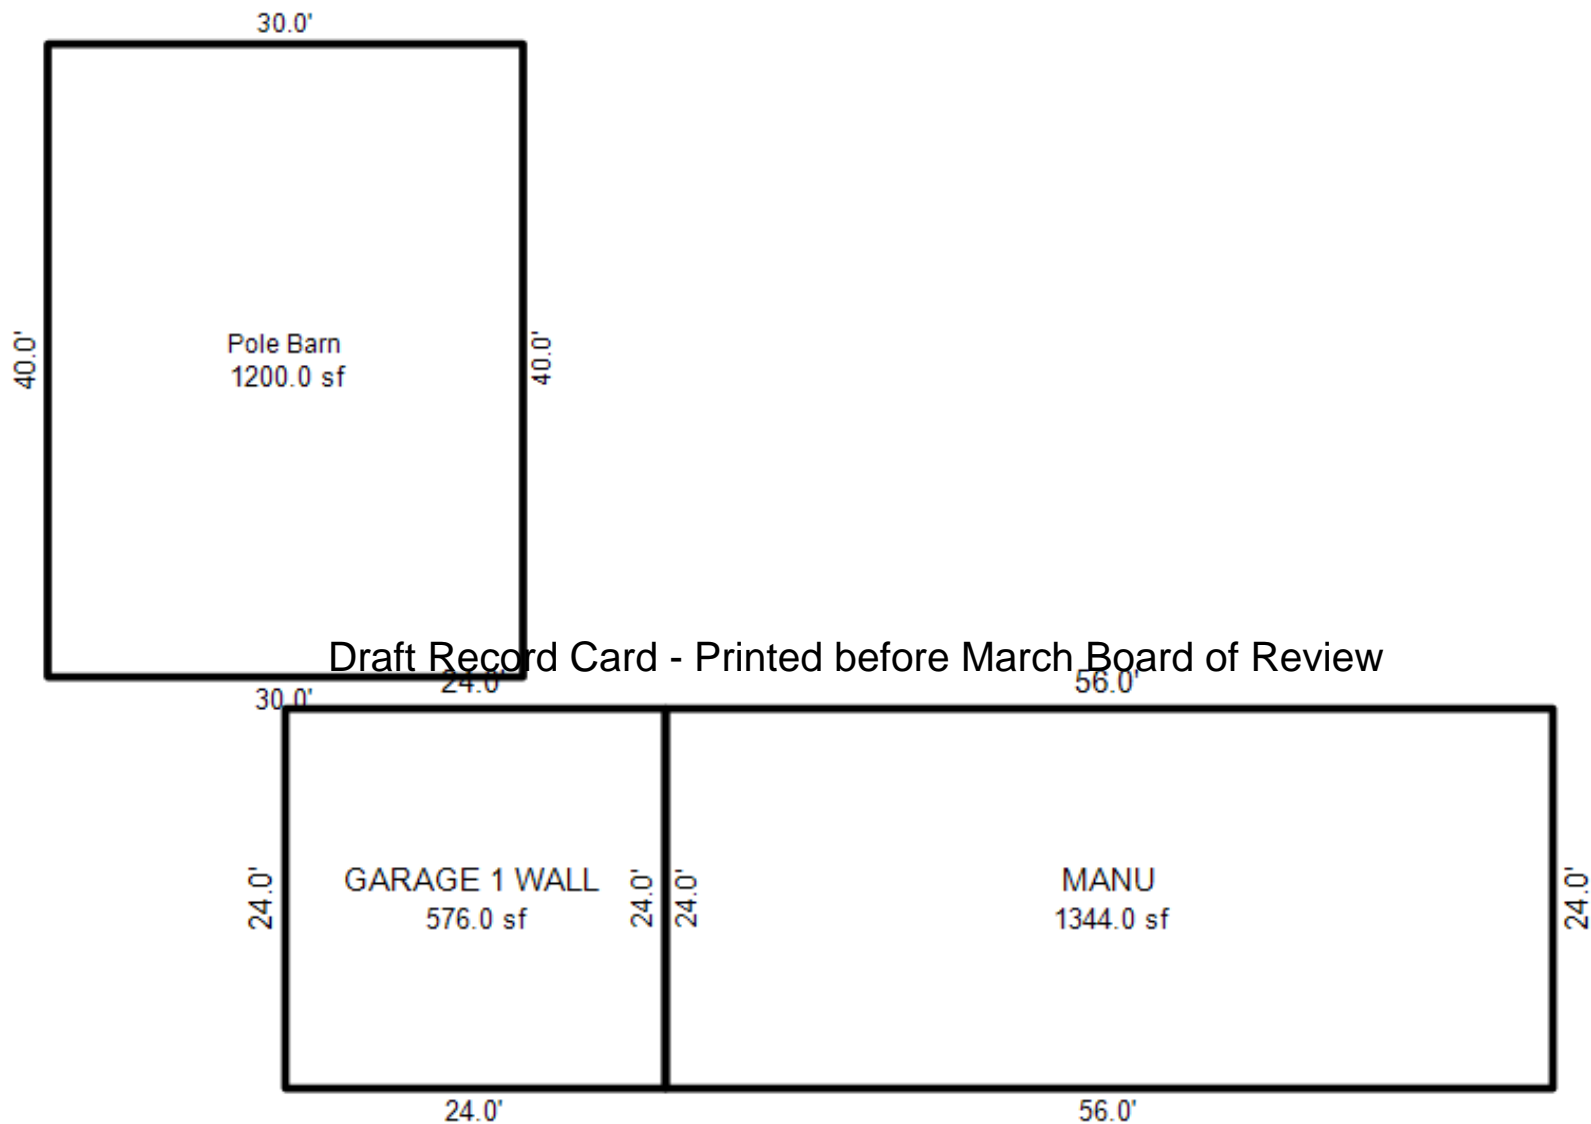 30.0'
40.0'
Pole Barn
1200.0 sf
40.0'
Draft Record Card - Printed before March Board of Review
30.0'
24.0'
56.0'
24.0'
GARAGE 1 WALL
576.0 sf
24.0'
24.0'
MANU
1344.0 sf
24.0'
24.0'
56.0'